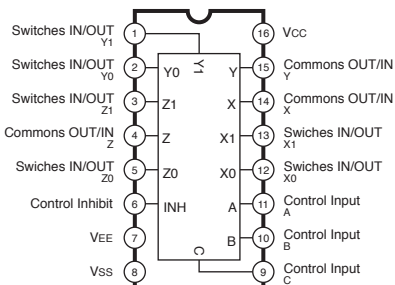 Switches IN/OUT
Y1
1
16
VCC
Switches IN/OUT
Y0
2
Y0
Y1
Y
15
Commons OUT/IN
Y
Switches IN/OUT
Z1
3
Z1
X
14
Commons OUT/IN
X
Commons OUT/IN
Z
4
Z
X1
13
Swiches IN/OUT
X1
Swiches IN/OUT
Z0
5
Z0
X0
12
Swiches IN/OUT
X0
Control Inhibit
6
INH
A
11
Control Input
A
VEE
7
B
10
Control Input
B
VSS
8
C
9
Control Input
C